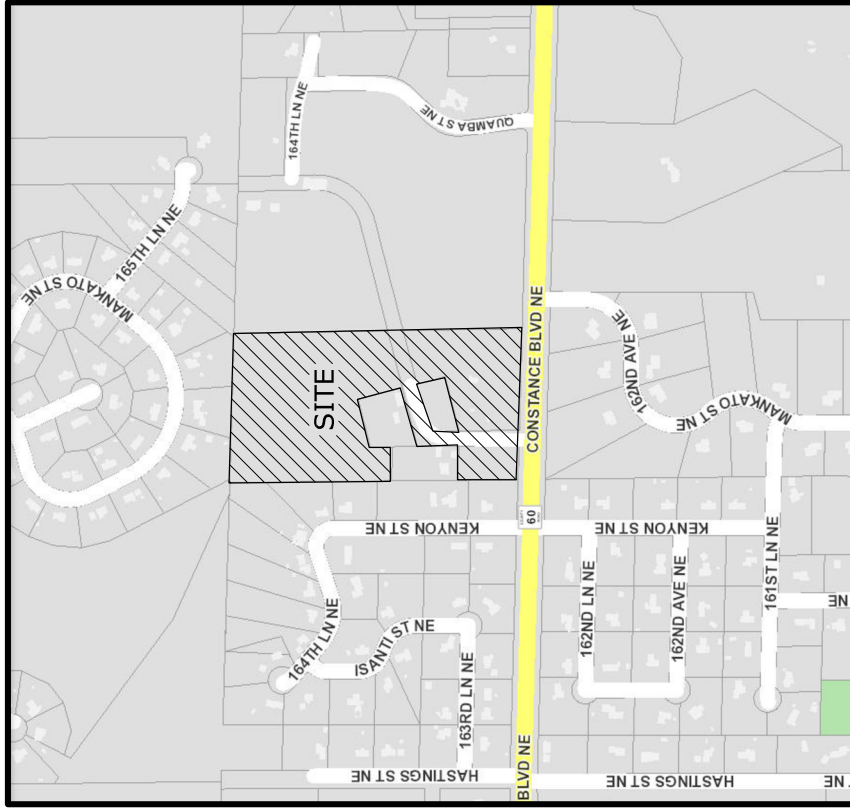 164TH LN NE
QUAMBA ST NE
165TH LN NE
MANKATO ST NE
MANKATO ST NE
SITE
CONSTANCE BLVD NE
162ND AVE NE
MANKATO ST NE
KENYON ST NE
60
KENYON ST NE
164TH LN NE
ISANTI ST NE
163RD LN NE
162ND LN NE
162ND AVE NE
161ST LN NE
NE
HASTINGS ST NE
BLVD NE
HASTINGS ST NE
NE